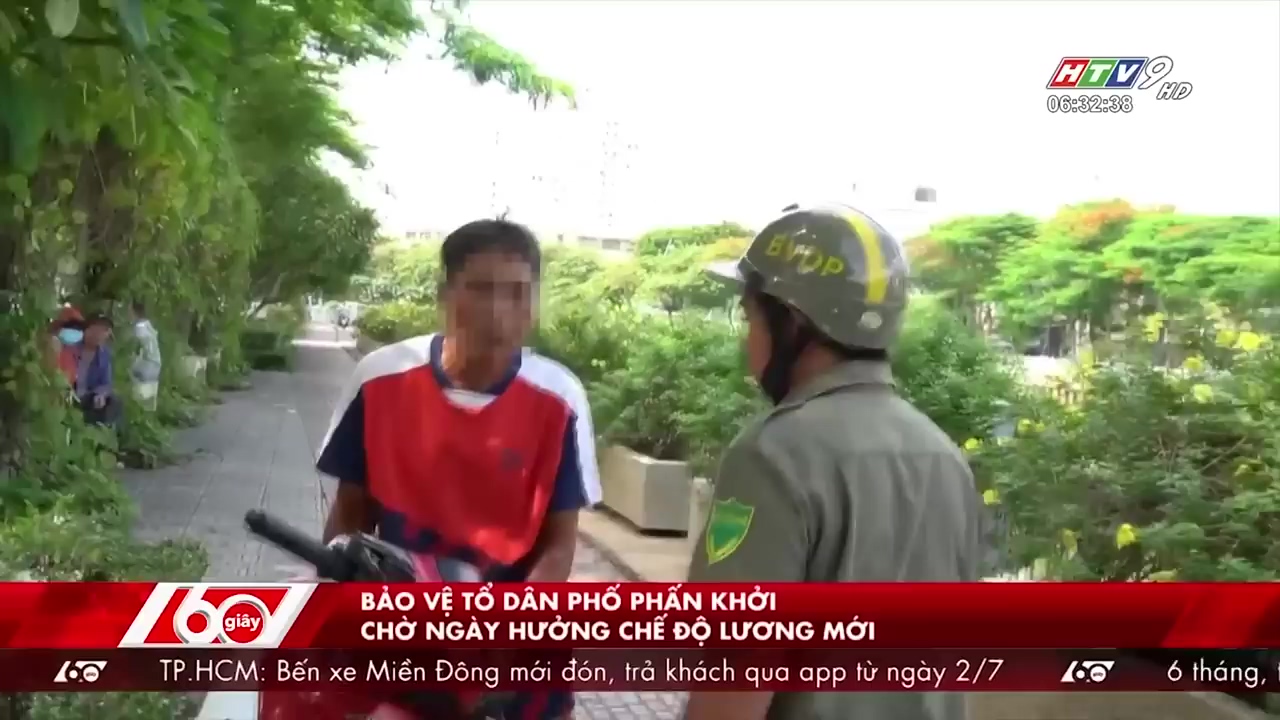 HTV9 HD
06:32:38
BVDP
60 giây
BẢO VỆ TỔ DÂN PHỐ PHẤN KHỞI
CHỜ NGÀY HƯỞNG CHẾ ĐỘ LƯƠNG MỚI
60 TP.HCM: Bến xe Miền Đông mới đón, trả khách qua app từ ngày 2/7 60 6 tháng,